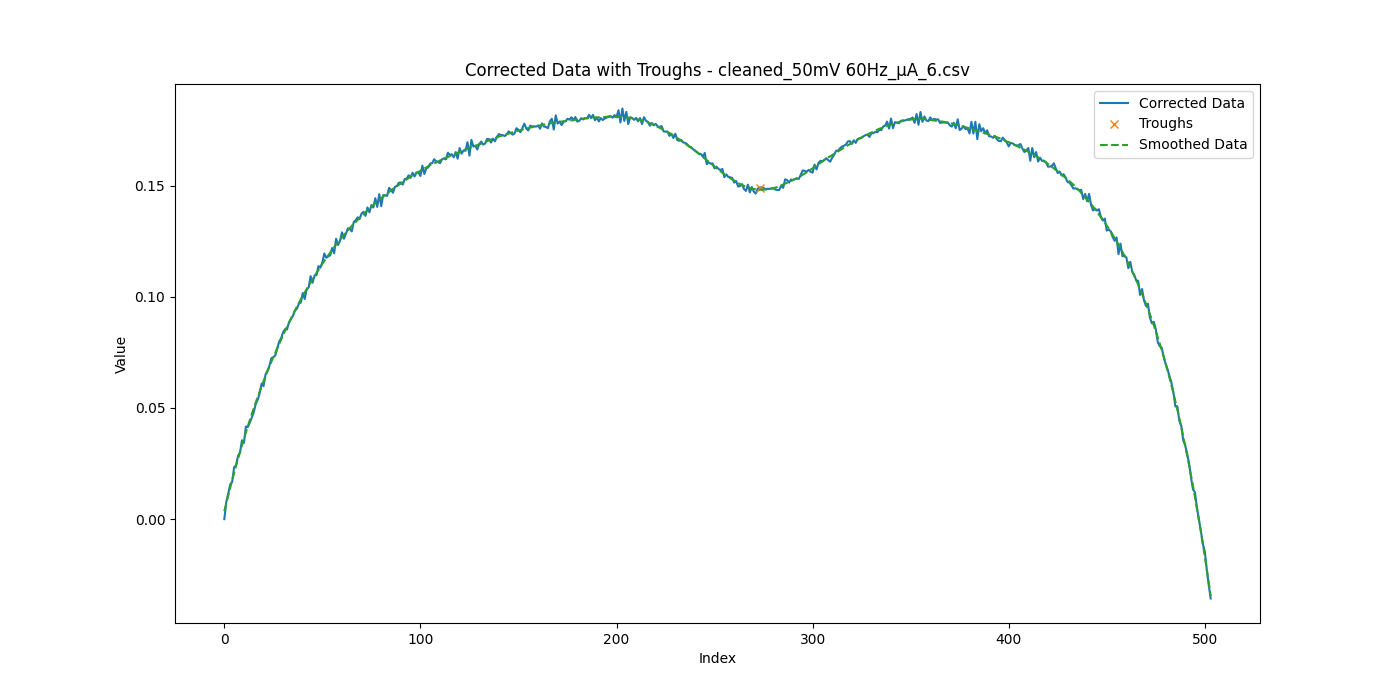 Corrected Data with Troughs - cleaned_50mV 60Hz_μA_6.csv
Corrected Data
Troughs
Smoothed Data
Value
0.15
0.10
0.05
0.00
0
100
200
300
400
500
Index